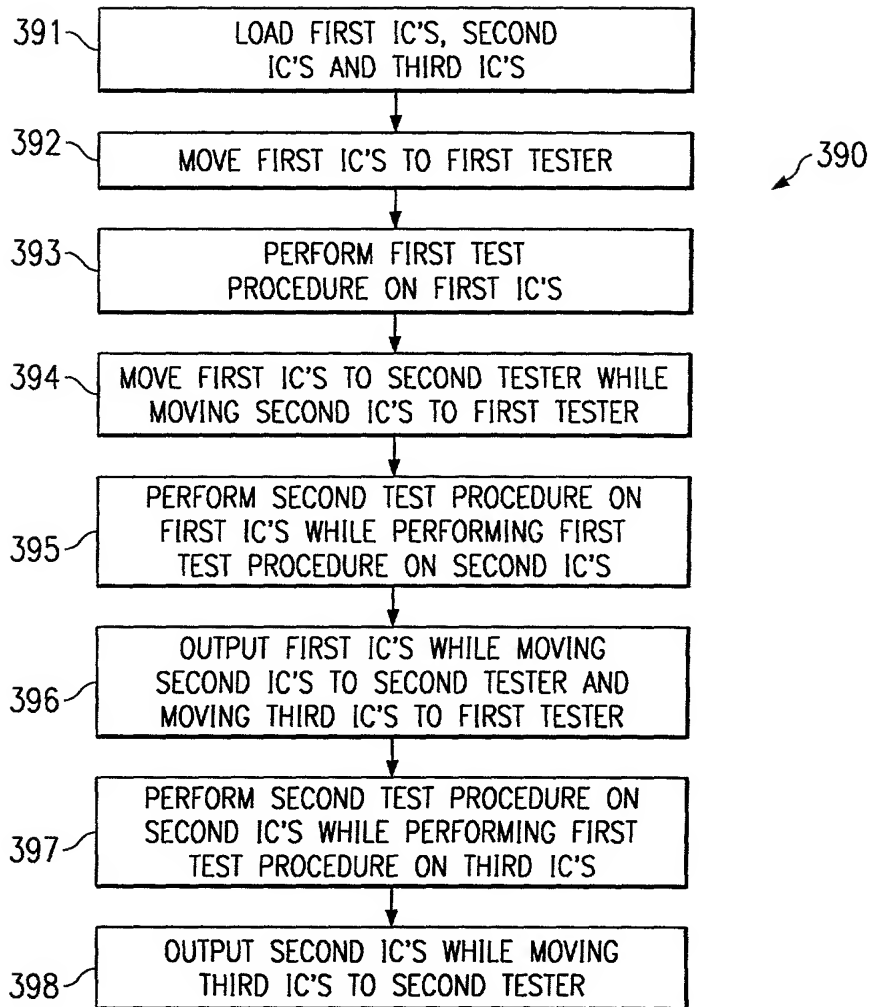 391
LOAD FIRST IC'S, SECOND
IC'S AND THIRD IC'S
392
MOVE FIRST IC'S TO FIRST TESTER
390
393
PERFORM FIRST TEST
PROCEDURE ON FIRST IC'S
394
MOVE FIRST IC'S TO SECOND TESTER WHILE
MOVING SECOND IC'S TO FIRST TESTER
395
PERFORM SECOND TEST PROCEDURE ON
FIRST IC'S WHILE PERFORMING FIRST
TEST PROCEDURE ON SECOND IC'S
396
OUTPUT FIRST IC'S WHILE MOVING
SECOND IC'S TO SECOND TESTER AND
MOVING THIRD IC'S TO FIRST TESTER
397
PERFORM SECOND TEST PROCEDURE ON
SECOND IC'S WHILE PERFORMING FIRST
TEST PROCEDURE ON THIRD IC'S
398
OUTPUT SECOND IC'S WHILE MOVING
THIRD IC'S TO SECOND TESTER